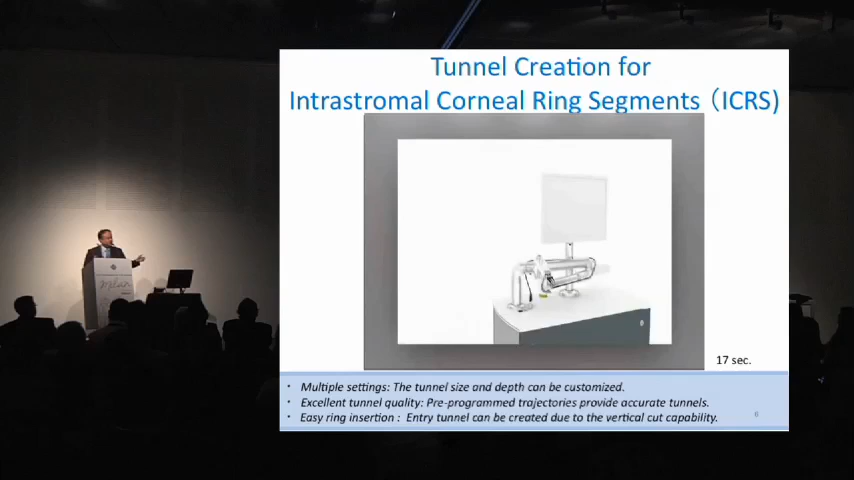 Tunnel Creation for
Intrastromal Corneal Ring Segments (ICRS)
17 sec.
• Multiple settings: The tunnel size and depth can be customized.
• Excellent tunnel quality: Pre-programmed trajectories provide accurate tunnels.
• Easy ring insertion : Entry tunnel can be created due to the vertical cut capability.
6